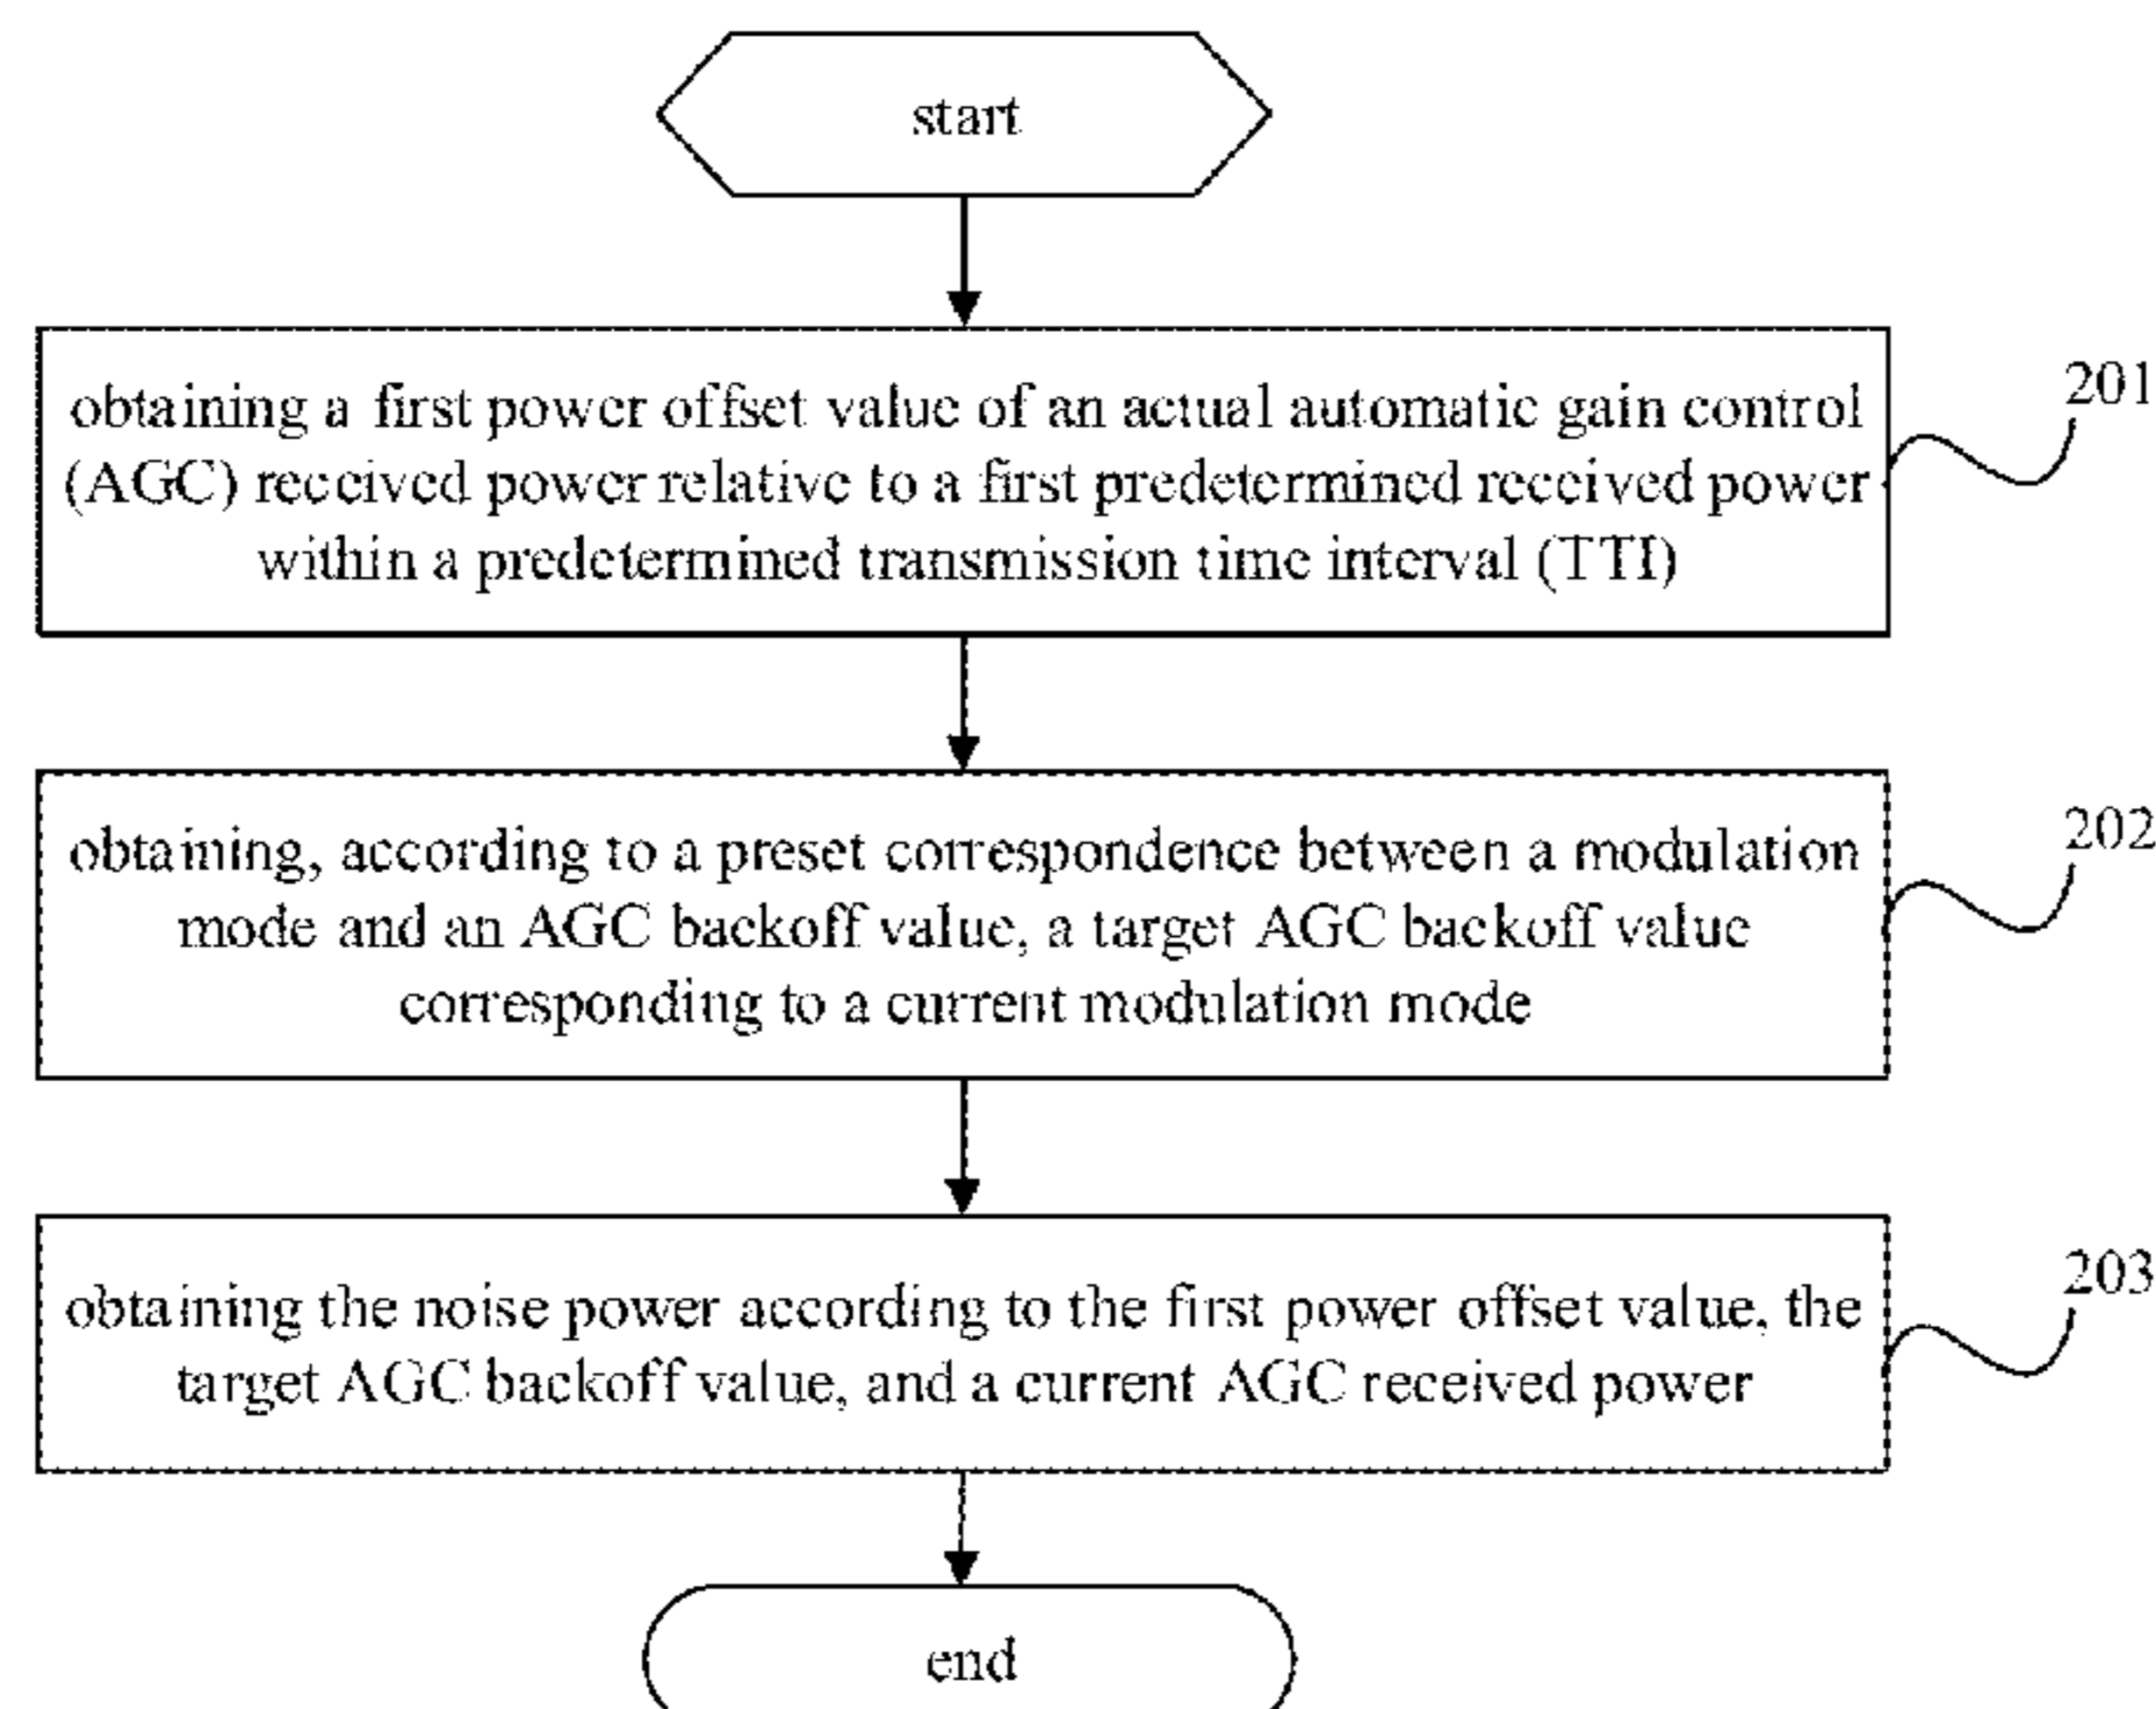 start
obtaining a first power offset value of an actual automatic gain control
(AGC) received power relative to a first predetermined received power
within a predetermined transmission time interval (TTI)
201
obtaining, according to a preset correspondence between a modulation
mode and an AGC backoff value, a target AGC backoff value
corresponding to a current modulation mode
202
obtaining the noise power according to the first power offset value, the
target AGC backoff value, and a current AGC received power
203
end